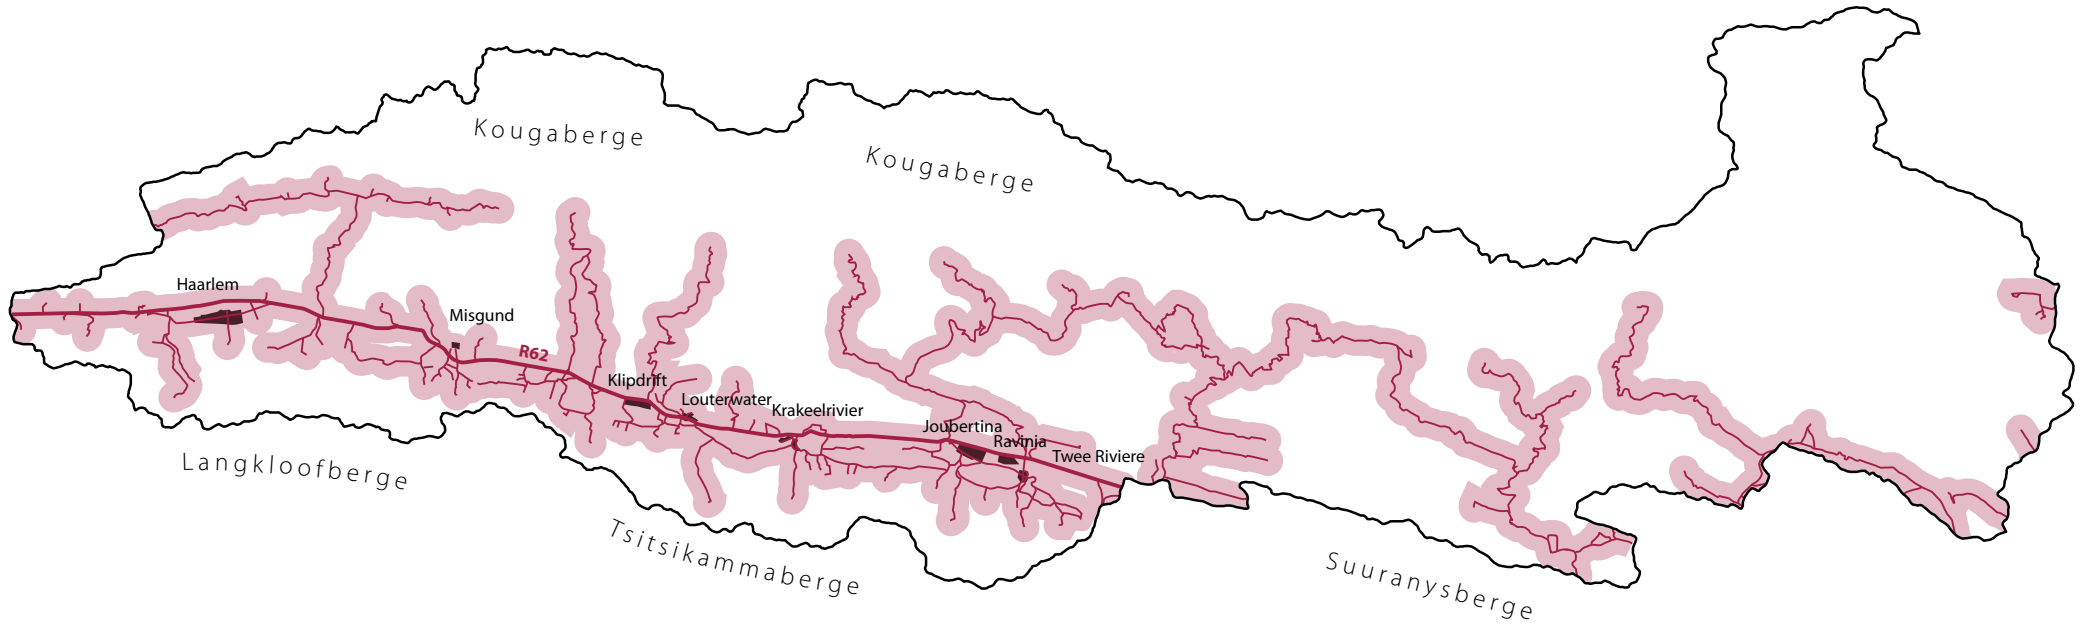 Kougaberge
Kougaberge
Haarlem
Misgund
R62
Klipdrift
Louterwater
Krakeelrivier
Joubertina
Ravinia
Twee Riviere
Langkloofberge
Tsitsikammaberge
Suuranysberge